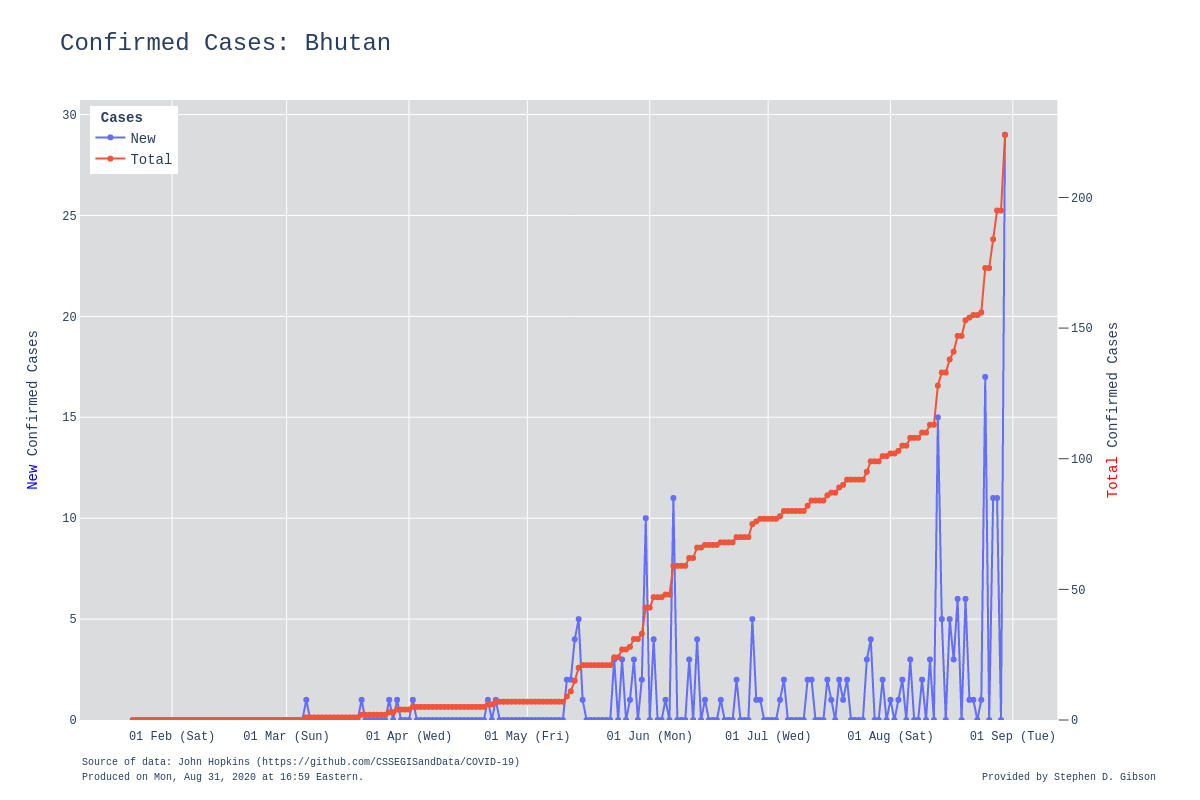 Confirmed Cases: Bhutan
Cases
New
Total
30
25
20
15
10
5
0
New Confirmed Cases
200
150
100
50
0
Total Confirmed Cases
01 Feb (Sat) 01 Mar (Sun) 01 Apr (Wed) 01 May (Fri) 01 Jun (Mon) 01 Jul (Wed) 01 Aug (Sat) 01 Sep (Tue)
Source of data: John Hopkins (https://github.com/CSSEGISandData/COVID-19)
Produced on Mon, Aug 31, 2020 at 16:59 Eastern.
Provided by Stephen D. Gibson